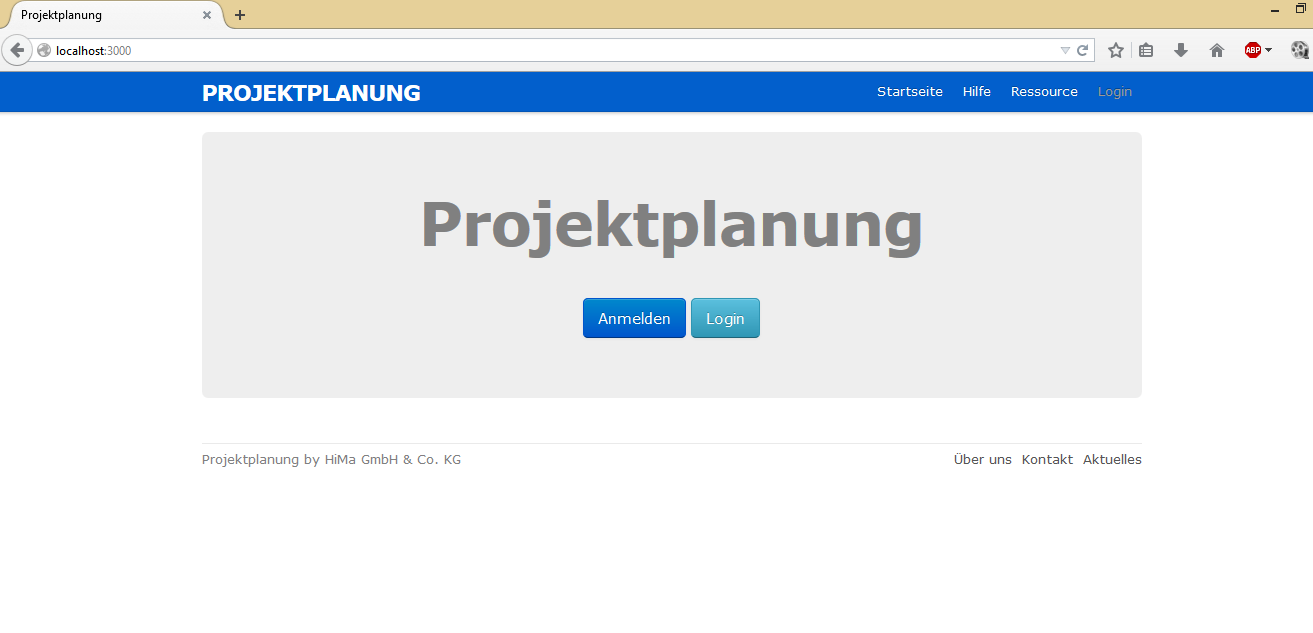 Projektplanung
localhost:3000
ABP
PROJEKTPLANUNG Startseite Hilfe Ressource Login
Projektplanung
Anmelden Login
Projektplanung by HiMa GmbH & Co. KG Über uns Kontakt Aktuelles